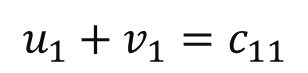 u₁ + v₁ = c₁₁